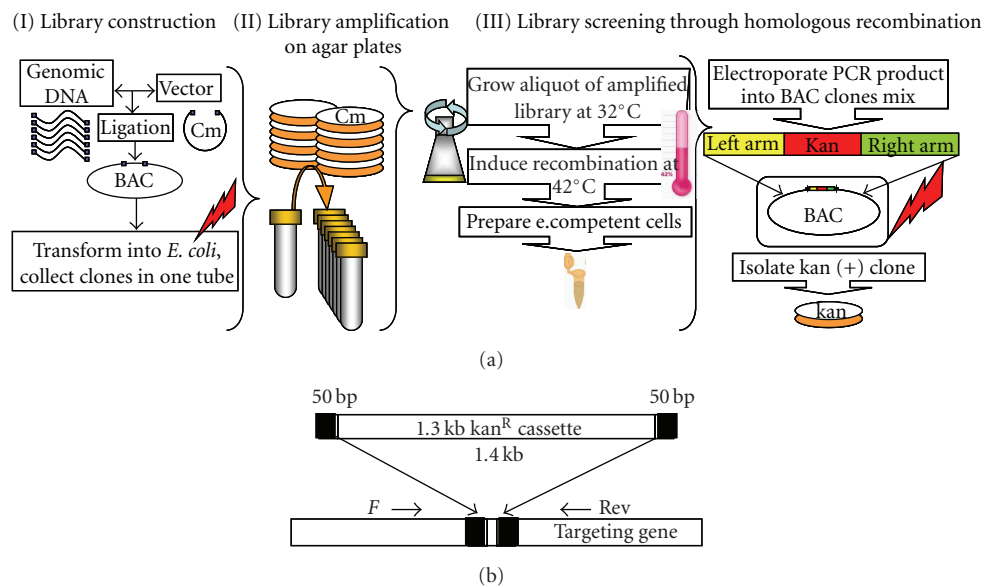 (I) Library construction
(II) Library amplification
on agar plates
(III) Library screening through homologous recombination
Genomic
DNA
Vector
Ligation
Cm
BAC
Transform into E. coli,
collect clones in one tube
Cm
Grow aliquot of amplified
library at 32°C
Induce recombination at
42°C
42%
Prepare e.competent cells
Electroporate PCR product
into BAC clones mix
Left arm
Kan
Right arm
BAC
Isolate kan (+) clone
kan
(a)
50 bp
50 bp
1.3 kb kan^R cassette
1.4 kb
F
Rev
Targeting gene
(b)